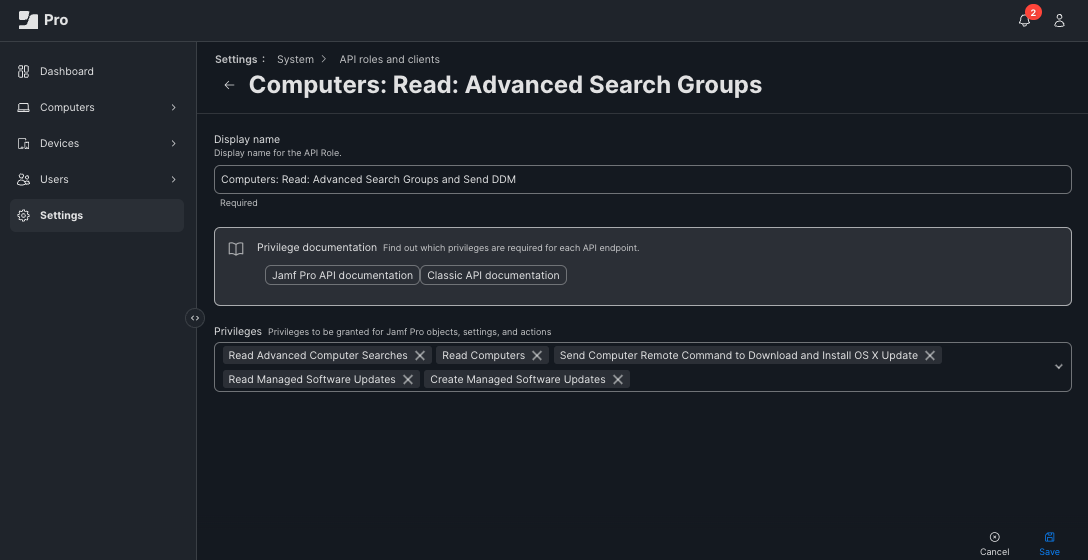 Pro
2
Dashboard
Computers
Devices
Users
Settings
Settings : System > API roles and clients
← Computers: Read: Advanced Search Groups
Display name
Display name for the API Role.
Computers: Read: Advanced Search Groups and Send DDM
Required
Privilege documentation Find out which privileges are required for each API endpoint.
Jamf Pro API documentation Classic API documentation
Privileges Privileges to be granted for Jamf Pro objects, settings, and actions
Read Advanced Computer Searches Read Computers Send Computer Remote Command to Download and Install OS X Update
Read Managed Software Updates Create Managed Software Updates
Cancel Save